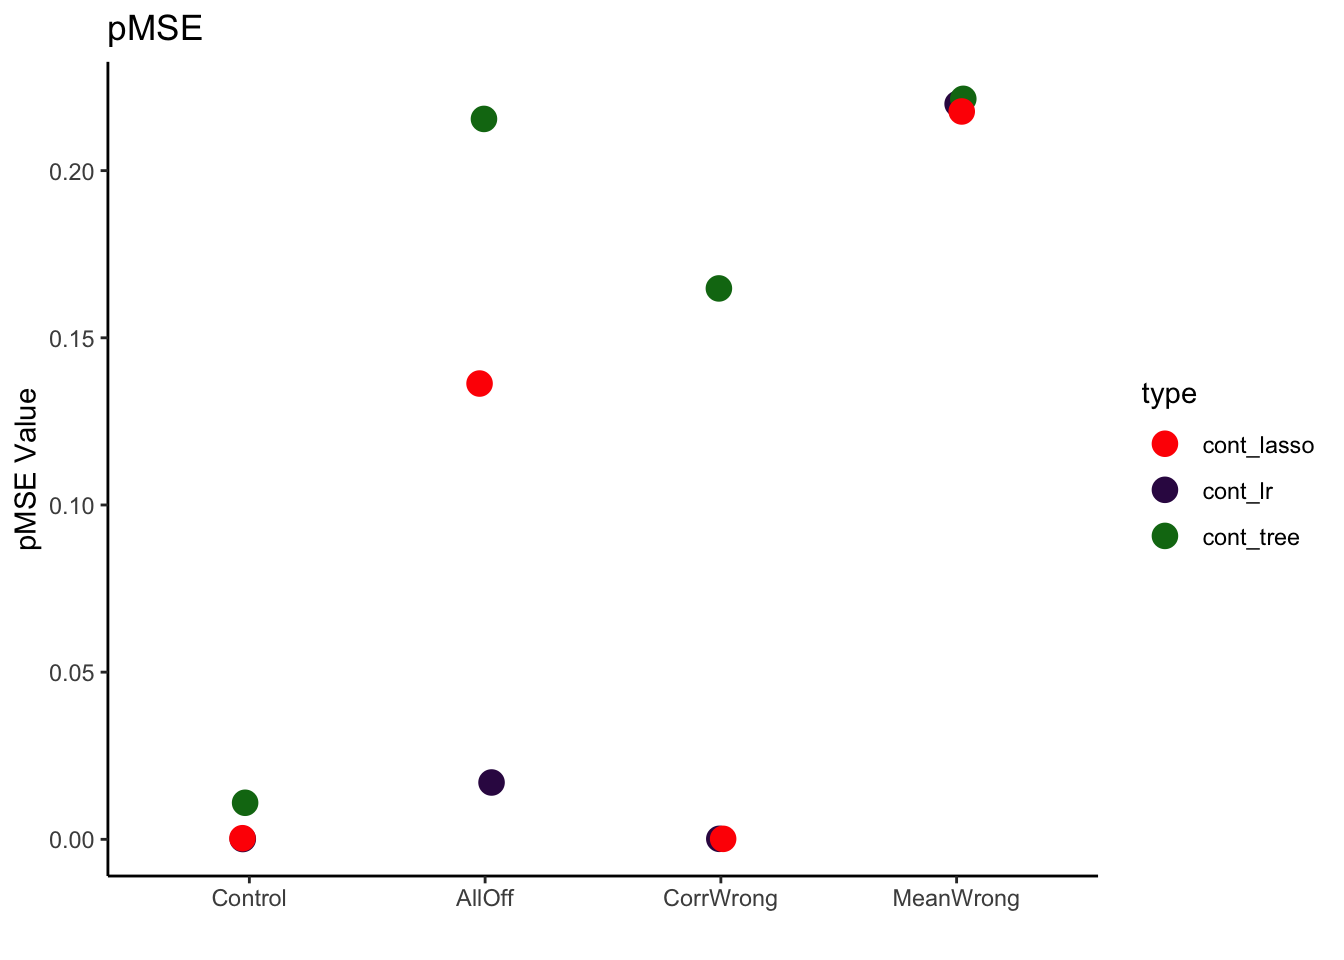 pMSE
pMSE Value
0.20
0.15
0.10
0.05
0.00
Control
AllOff
CorrWrong
MeanWrong
type
cont_lasso
cont_lr
cont_tree